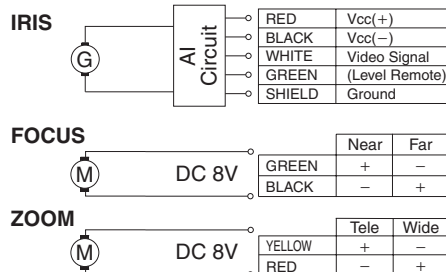 IRIS
G
AI Circuit
RED Vcc(+)
BLACK Vcc(−)
WHITE Video Signal
GREEN (Level Remote)
SHIELD Ground
FOCUS
M
DC 8V
Near Far
GREEN + −
BLACK − +
ZOOM
M
DC 8V
Tele Wide
YELLOW + −
RED − +